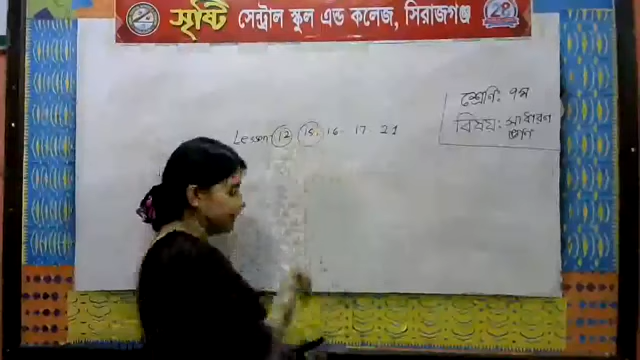 সৃষ্টি সেন্ট্রাল স্কুল এন্ড কলেজ, সিরাজগঞ্জ
শ্রেণি: ৭ম
Lesson 12 15. 16. 17. 21
বিষয়: সাধারণ